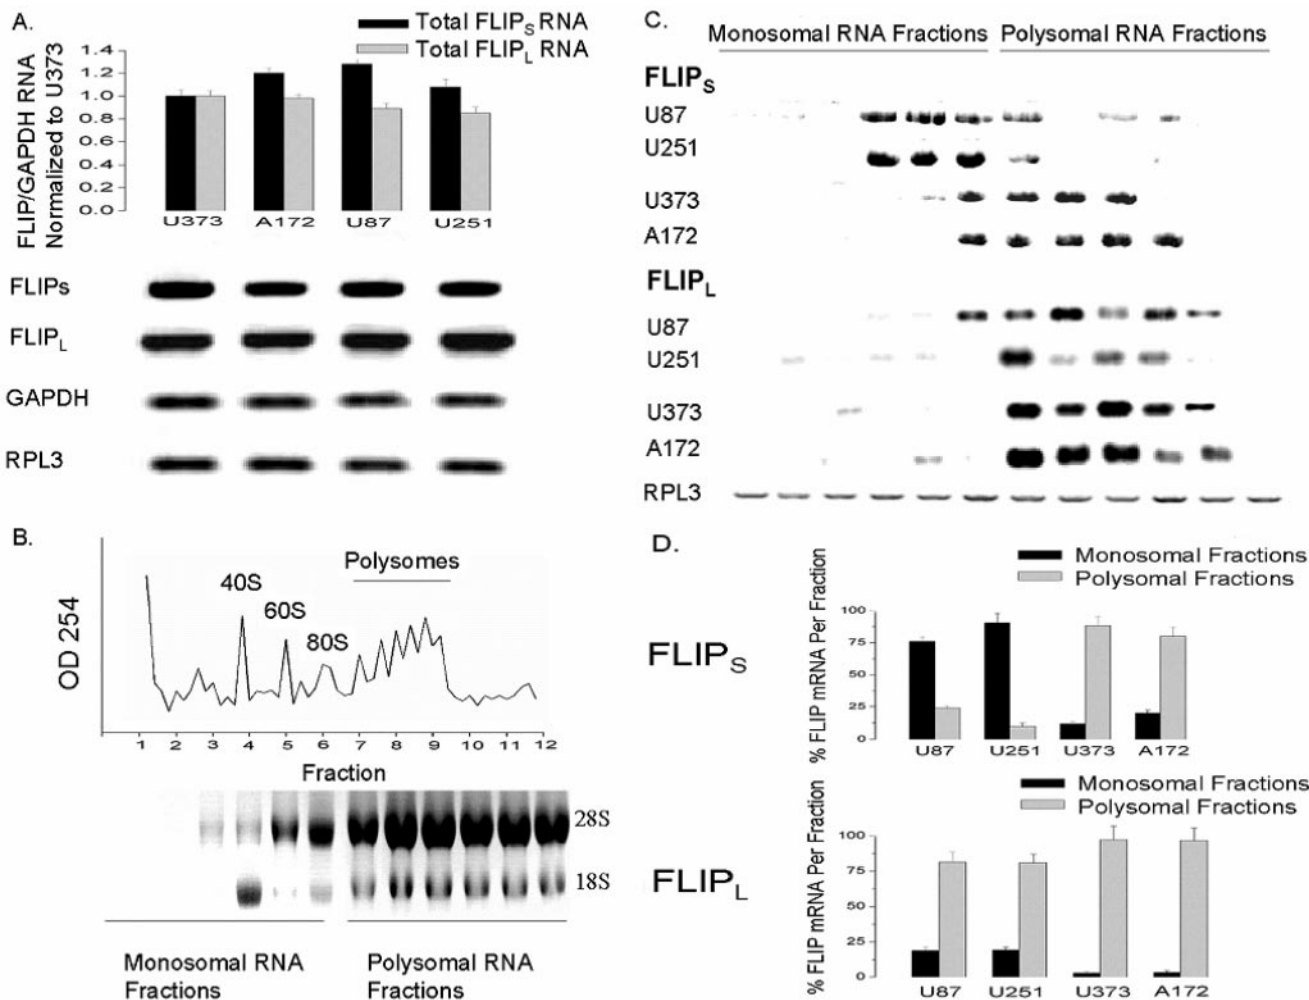 A.
Total FLIPS RNA
Total FLIPL RNA
FLIP/GAPDH RNA
Normalized to U373
1.4
1.2
1.0
0.8
0.6
0.4
0.2
0.0
U373 A172 U87 U251
FLIPs
FLIPL
GAPDH
RPL3
B.
OD 254
40S
60S
80S
Polysomes
1 2 3 4 5 6 7 8 9 10 11 12
Fraction
28S
18S
Monosomal RNA
Fractions
Polysomal RNA
Fractions
C.
Monosomal RNA Fractions
Polysomal RNA Fractions
FLIPS
U87
U251
U373
A172
FLIPL
U87
U251
U373
A172
RPL3
D.
Monosomal Fractions
Polysomal Fractions
FLIPS
% FLIP mRNA Per Fraction
100
75
50
25
0
U87 U251 U373 A172
Monosomal Fractions
Polysomal Fractions
FLIPL
% FLIP mRNA Per Fraction
100
75
50
25
0
U87 U251 U373 A172